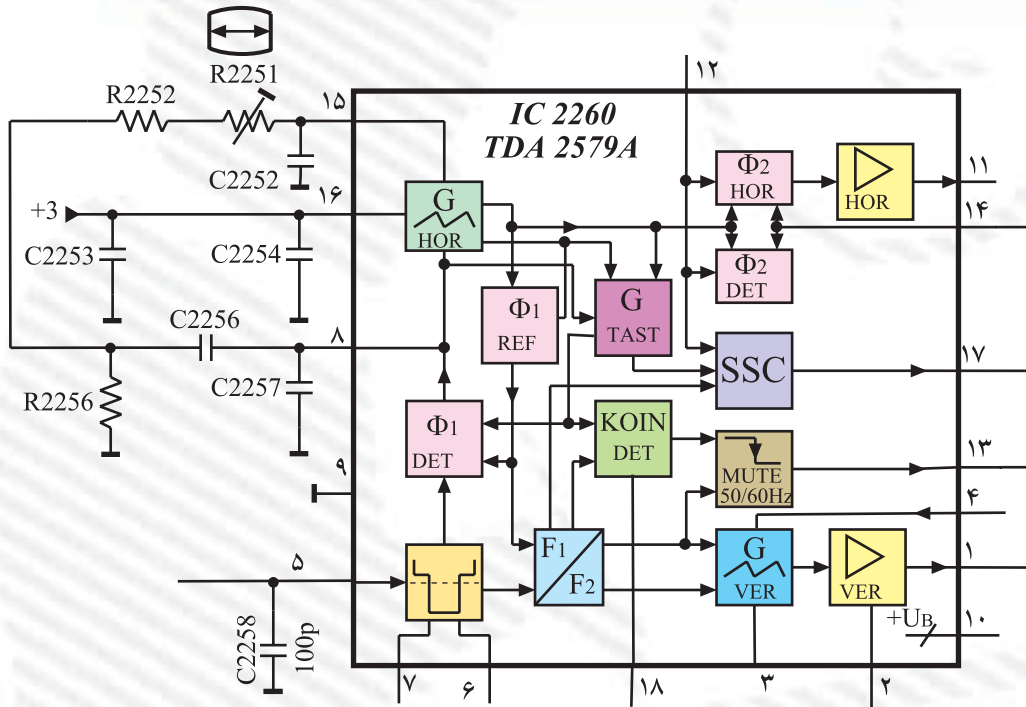 R2251
R2252
۱۵
C2252
۱۶
+3
C2253
C2254
C2256
۸
R2256
C2257
۹
۵
C2258
100p
۷
۶
۱۸
۳
۲
۱۲
IC 2260
TDA 2579A
G
HOR
Φ1
REF
G
TAST
Φ2
HOR
HOR
۱۱
۱۴
Φ2
DET
SSC
۱۷
Φ1
DET
KOIN
DET
MUTE
50/60Hz
۱۳
۴
F1
F2
G
VER
VER
۱
+UB
۱۰